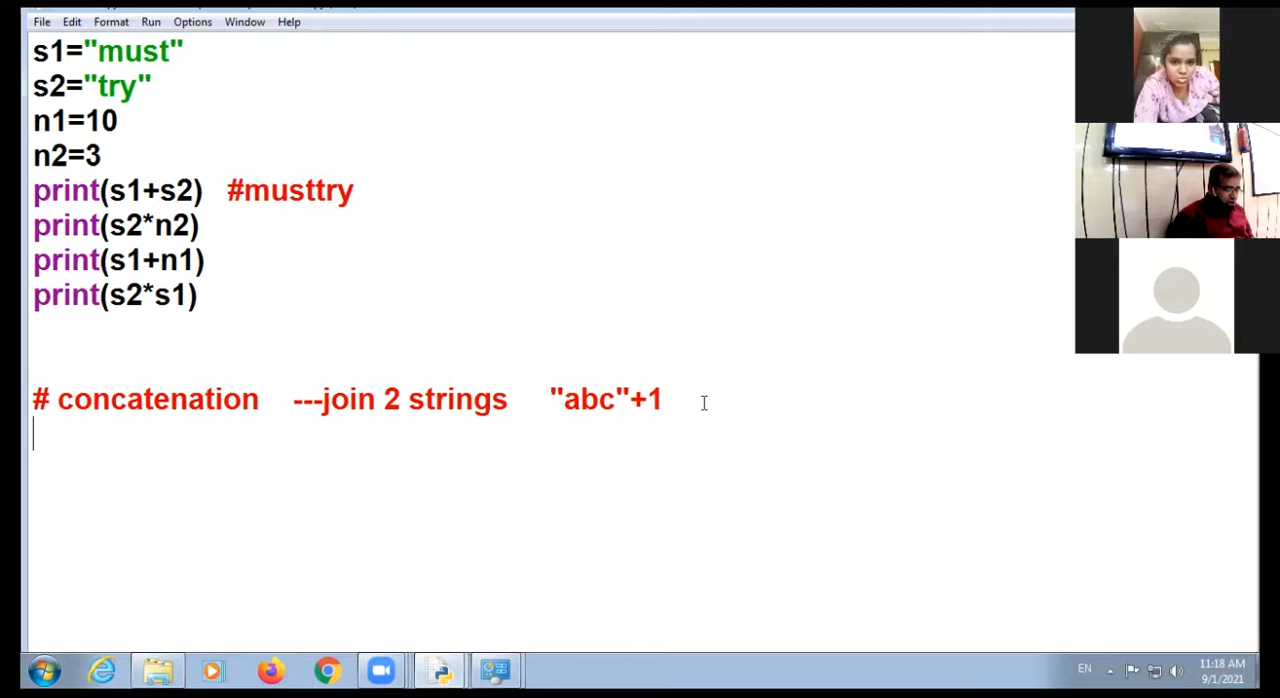 File Edit Format Run Options Window Help
s1="must"
s2="try"
n1=10
n2=3
print(s1+s2) #musttry
print(s2*n2)
print(s1+n1)
print(s2*s1)
# concatenation ---join 2 strings "abc"+1
EN
11:18 AM
9/1/2021